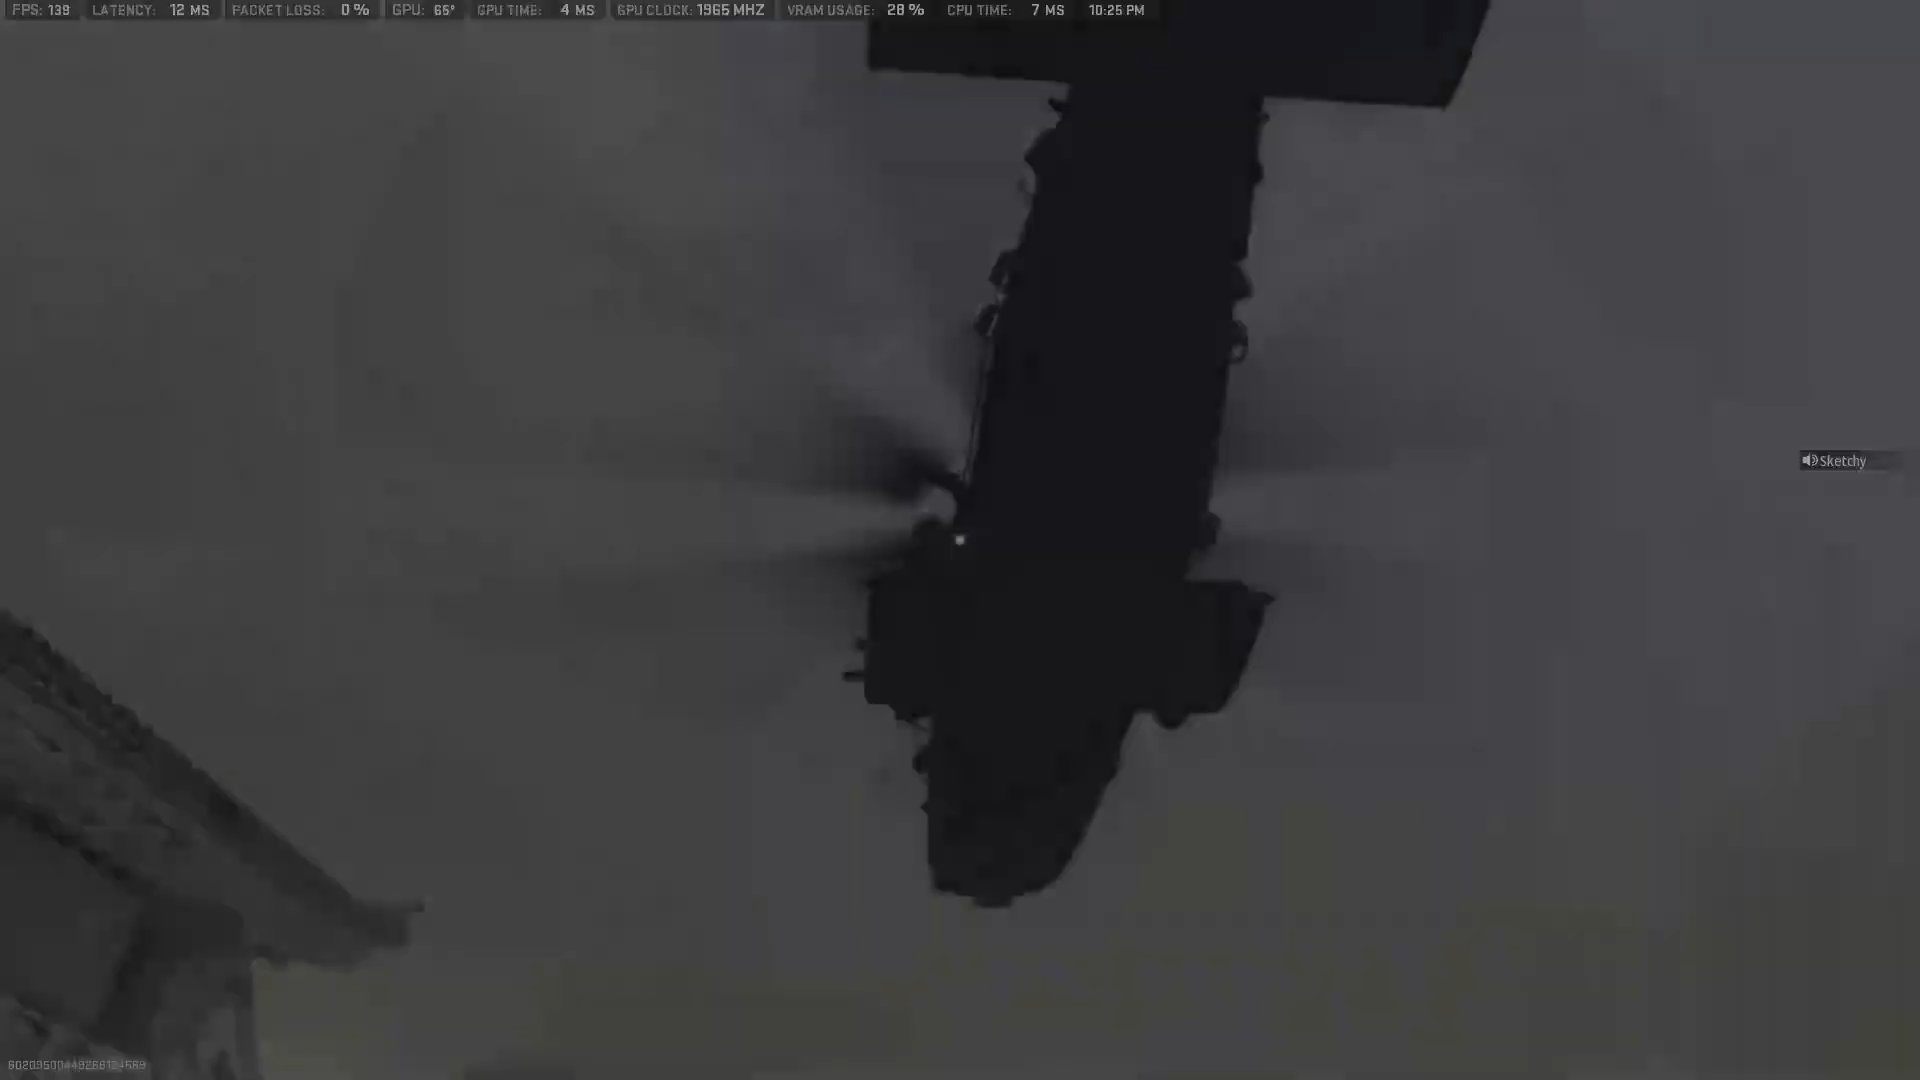 FPS: 139 LATENCY: 12 MS PACKET LOSS: 0 % GPU: 65° GPU TIME: 4 MS GPU CLOCK: 1965 MHZ VRAM USAGE: 28 % CPU TIME: 7 MS 10:25 PM
Sketchy